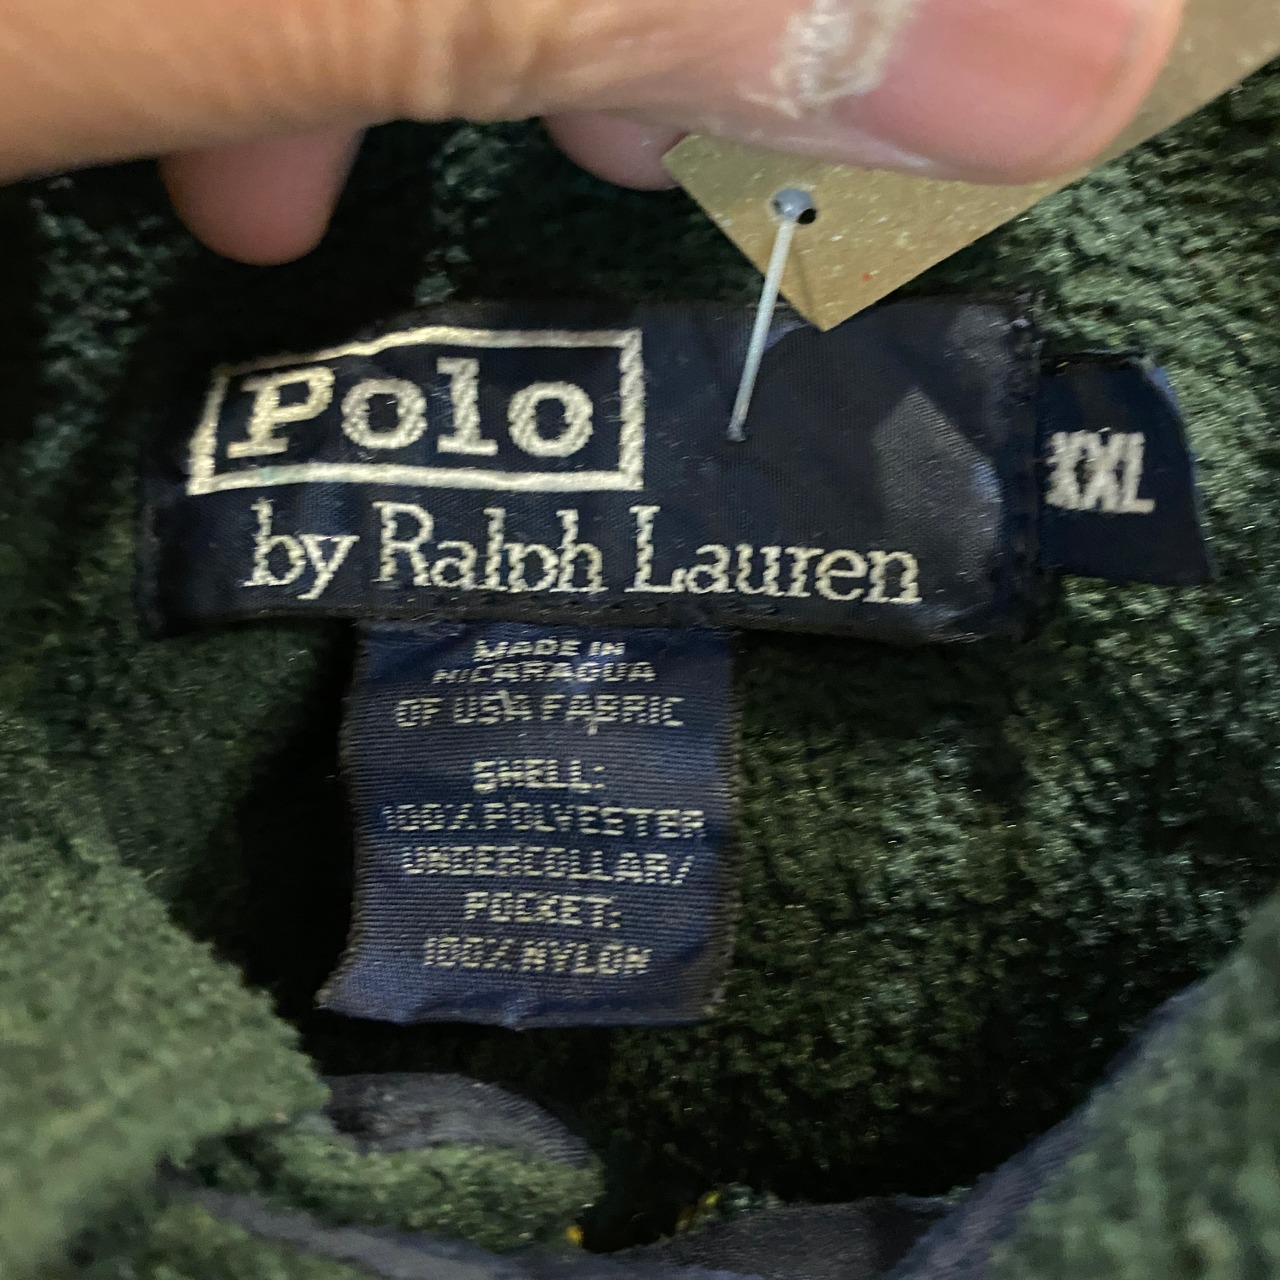 Polo
by Ralph Lauren
XXL
MADE IN
NICARAGUA
OF USA FABRIC
SHELL:
100% POLYESTER
UNDERCOLLAR/
POCKET:
100% NYLON